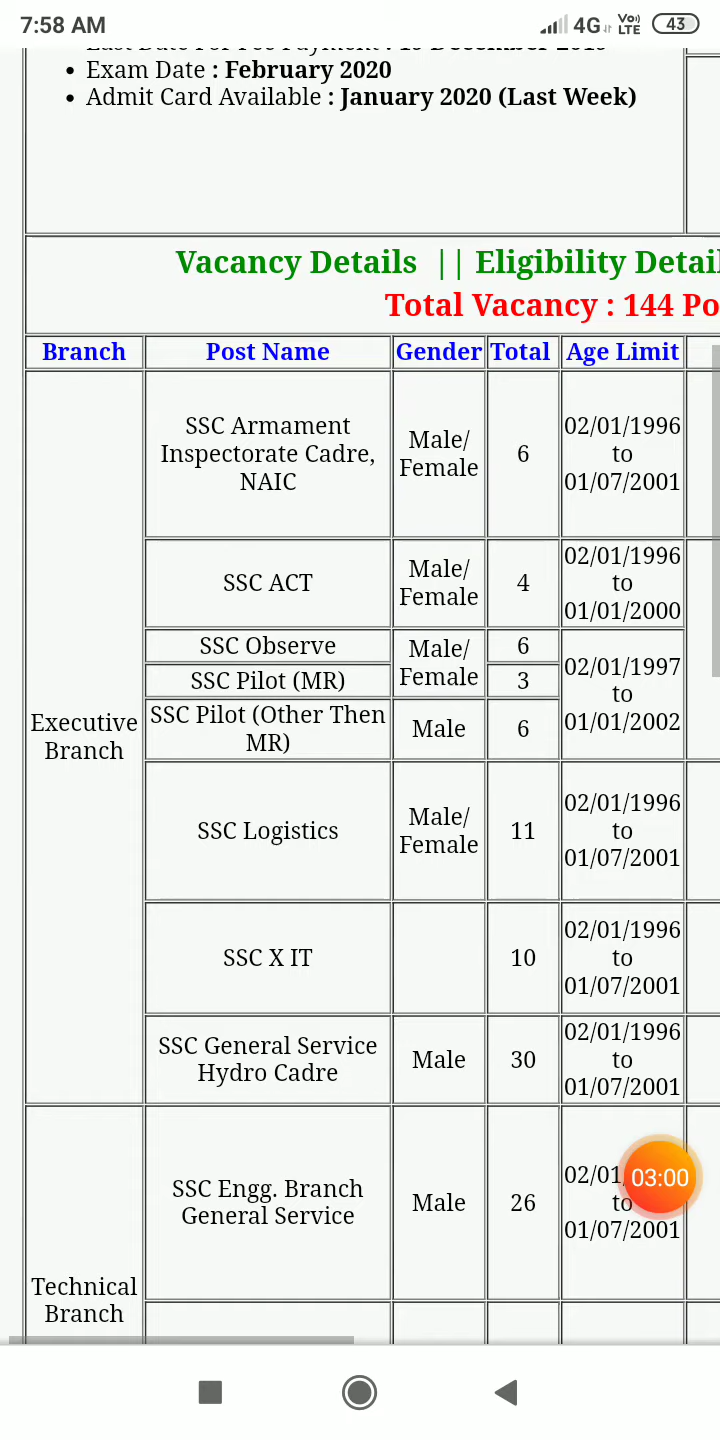 7:58 AM
4G
Vo)
LTE
43
Exam Date : February 2020
Admit Card Available : January 2020 (Last Week)
Vacancy Details || Eligibility Detai
Total Vacancy : 144 Po
Branch Post Name Gender Total Age Limit
Executive
Branch
SSC Armament
Inspectorate Cadre,
NAIC
Male/
Female
6
02/01/1996
to
01/07/2001
SSC ACT
Male/
Female
4
02/01/1996
to
01/01/2000
SSC Observe
Male/
Female
6
02/01/1997
to
01/01/2002
SSC Pilot (MR)
3
SSC Pilot (Other Then
MR)
Male
6
SSC Logistics
Male/
Female
11
02/01/1996
to
01/07/2001
SSC X IT
10
02/01/1996
to
01/07/2001
SSC General Service
Hydro Cadre
Male
30
02/01/1996
to
01/07/2001
Technical
Branch
SSC Engg. Branch
General Service
Male
26
02/01
to
01/07/2001
03:00